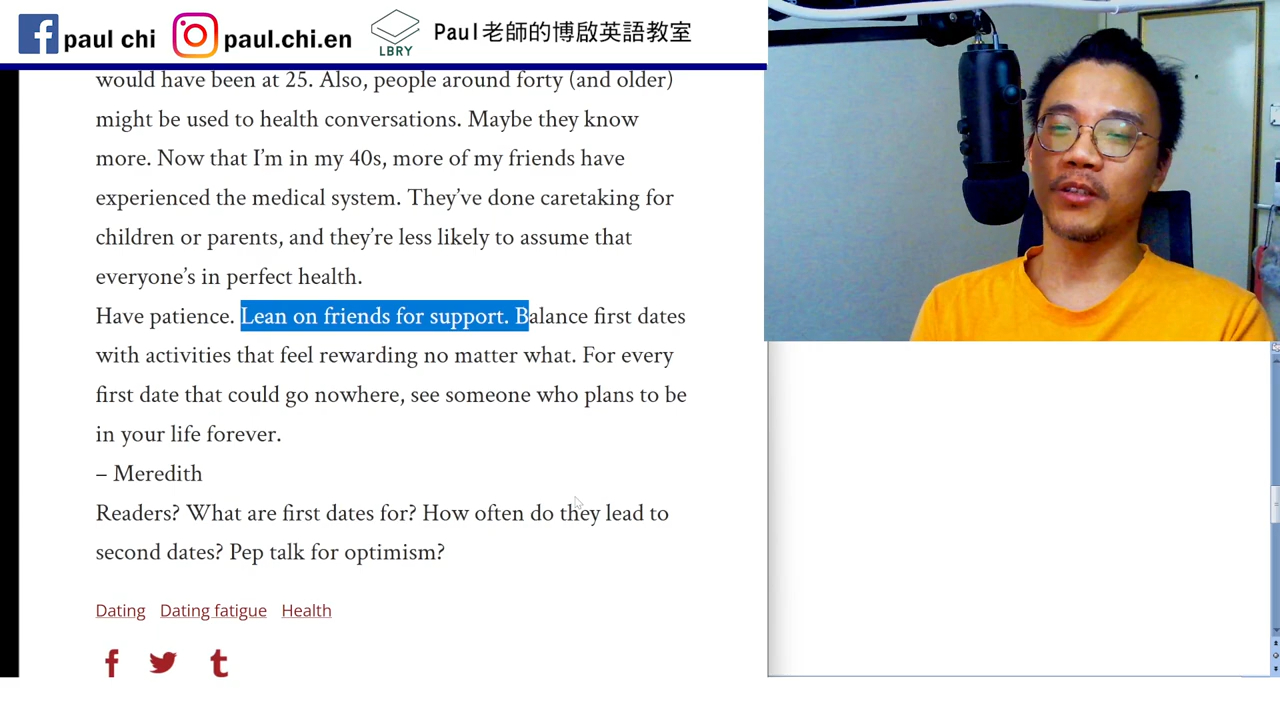 paul chi
paul.chi.en
LBRY
Paul老師的博啟英語教室
would have been at 25. Also, people around forty (and older)
might be used to health conversations. Maybe they know
more. Now that I’m in my 40s, more of my friends have
experienced the medical system. They’ve done caretaking for
children or parents, and they’re less likely to assume that
everyone’s in perfect health.
Have patience. Lean on friends for support. Balance first dates
with activities that feel rewarding no matter what. For every
first date that could go nowhere, see someone who plans to be
in your life forever.
– Meredith
Readers? What are first dates for? How often do they lead to
second dates? Pep talk for optimism?
Dating Dating fatigue Health